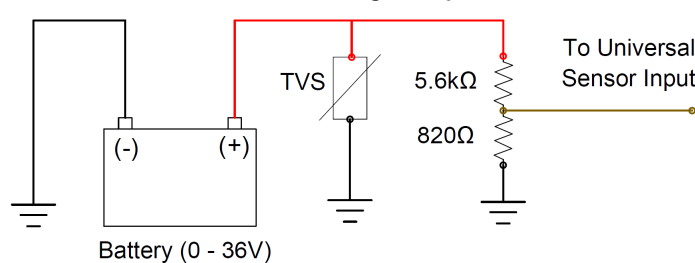 To Universal
Sensor Input
TVS
5.6kΩ
820Ω
(-)
(+)
Battery (0 - 36V)